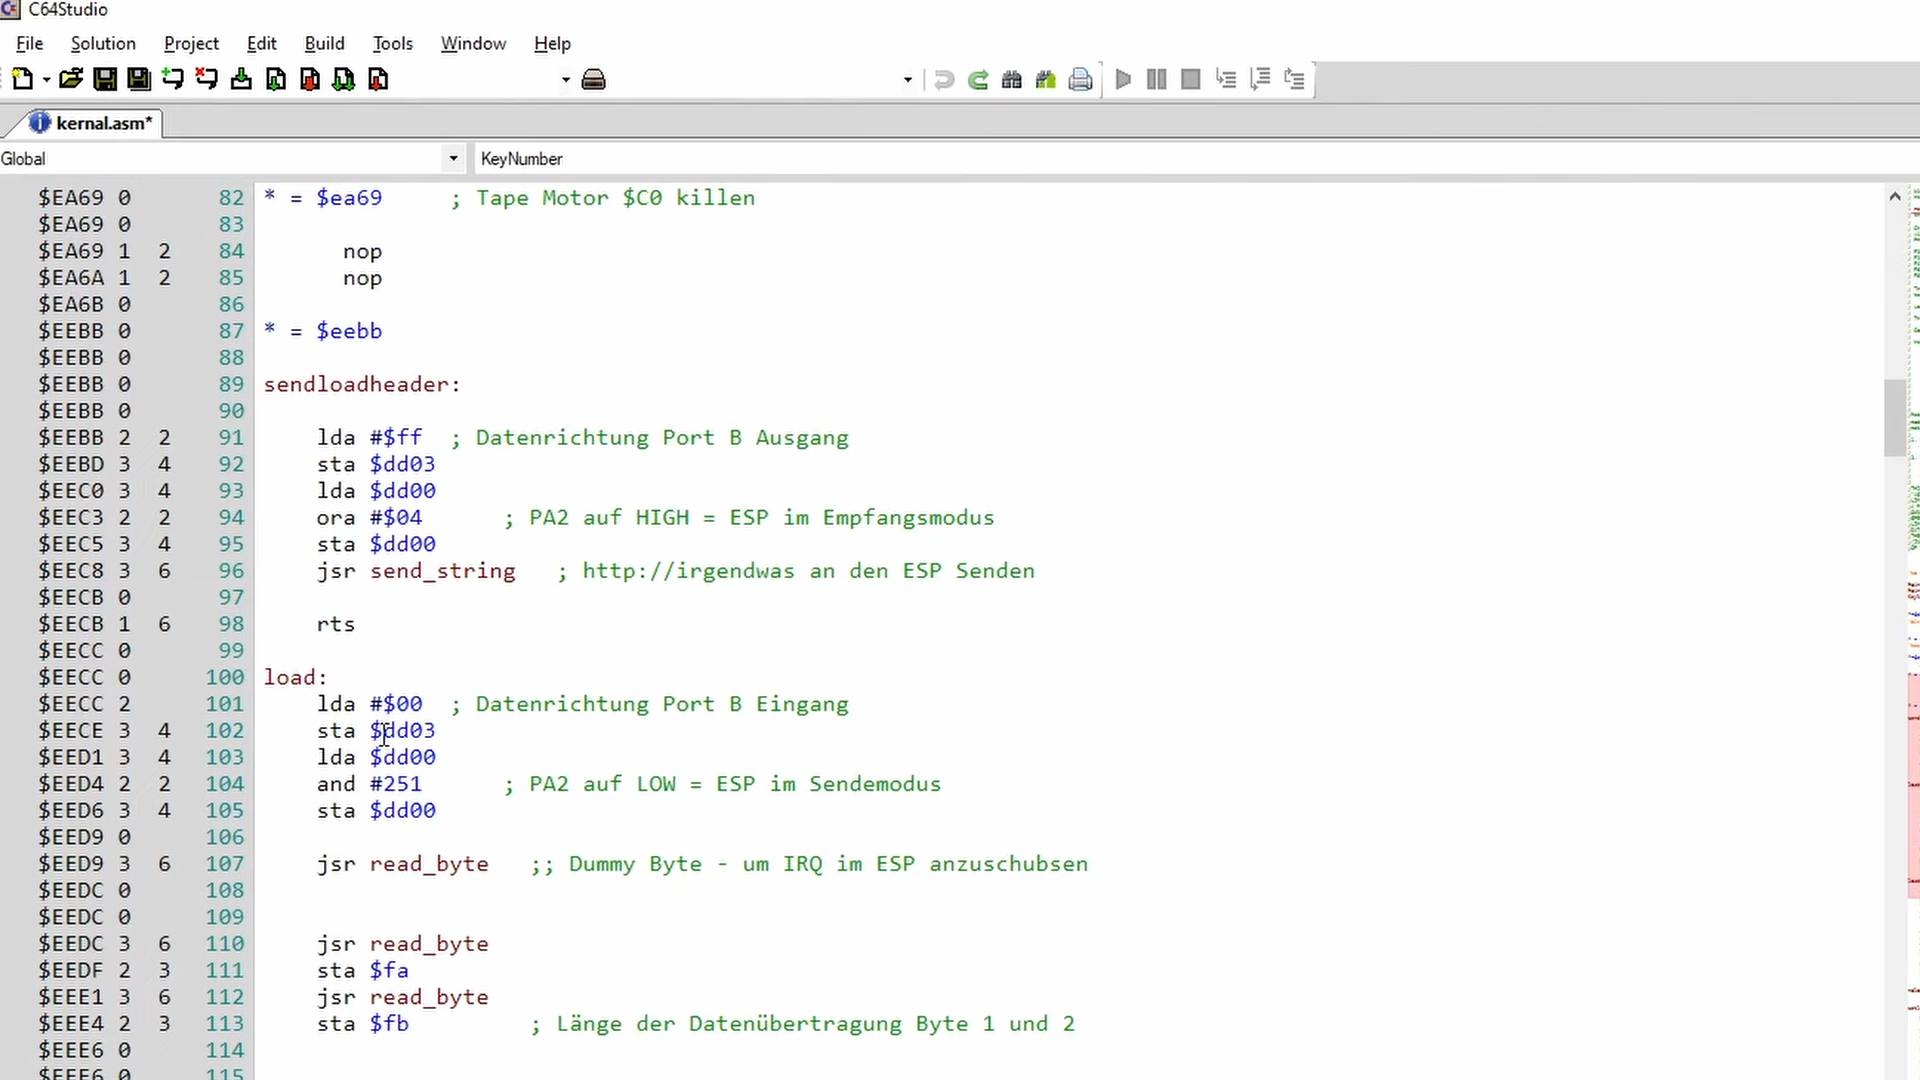 C64Studio
File Solution Project Edit Build Tools Window Help
kernal.asm*
Global KeyNumber
$EA69 0 82 * = $ea69 ; Tape Motor $C0 killen
$EA69 0 83
$EA69 1 2 84 nop
$EA6A 1 2 85 nop
$EA6B 0 86
$EEBB 0 87 * = $eebb
$EEBB 0 88
$EEBB 0 89 sendloadheader:
$EEBB 0 90
$EEBB 2 2 91 lda #$ff ; Datenrichtung Port B Ausgang
$EEBD 3 4 92 sta $dd03
$EEC0 3 4 93 lda $dd00
$EEC3 2 2 94 ora #$04 ; PA2 auf HIGH = ESP im Empfangsmodus
$EEC5 3 4 95 sta $dd00
$EEC8 3 6 96 jsr send_string ; http://irgendwas an den ESP Senden
$EECB 0 97
$EECB 1 6 98 rts
$EECC 0 99
$EECC 0 100 load:
$EECC 2 101 lda #$00 ; Datenrichtung Port B Eingang
$EECE 3 4 102 sta $dd03
$EED1 3 4 103 lda $dd00
$EED4 2 2 104 and #251 ; PA2 auf LOW = ESP im Sendemodus
$EED6 3 4 105 sta $dd00
$EED9 0 106
$EED9 3 6 107 jsr read_byte ;; Dummy Byte - um IRQ im ESP anzuschubsen
$EEDC 0 108
$EEDC 0 109
$EEDC 3 6 110 jsr read_byte
$EEDF 2 3 111 sta $fa
$EEE1 3 6 112 jsr read_byte
$EEE4 2 3 113 sta $fb ; Länge der Datenübertragung Byte 1 und 2
$EEE6 0 114
$EEE6 0 115